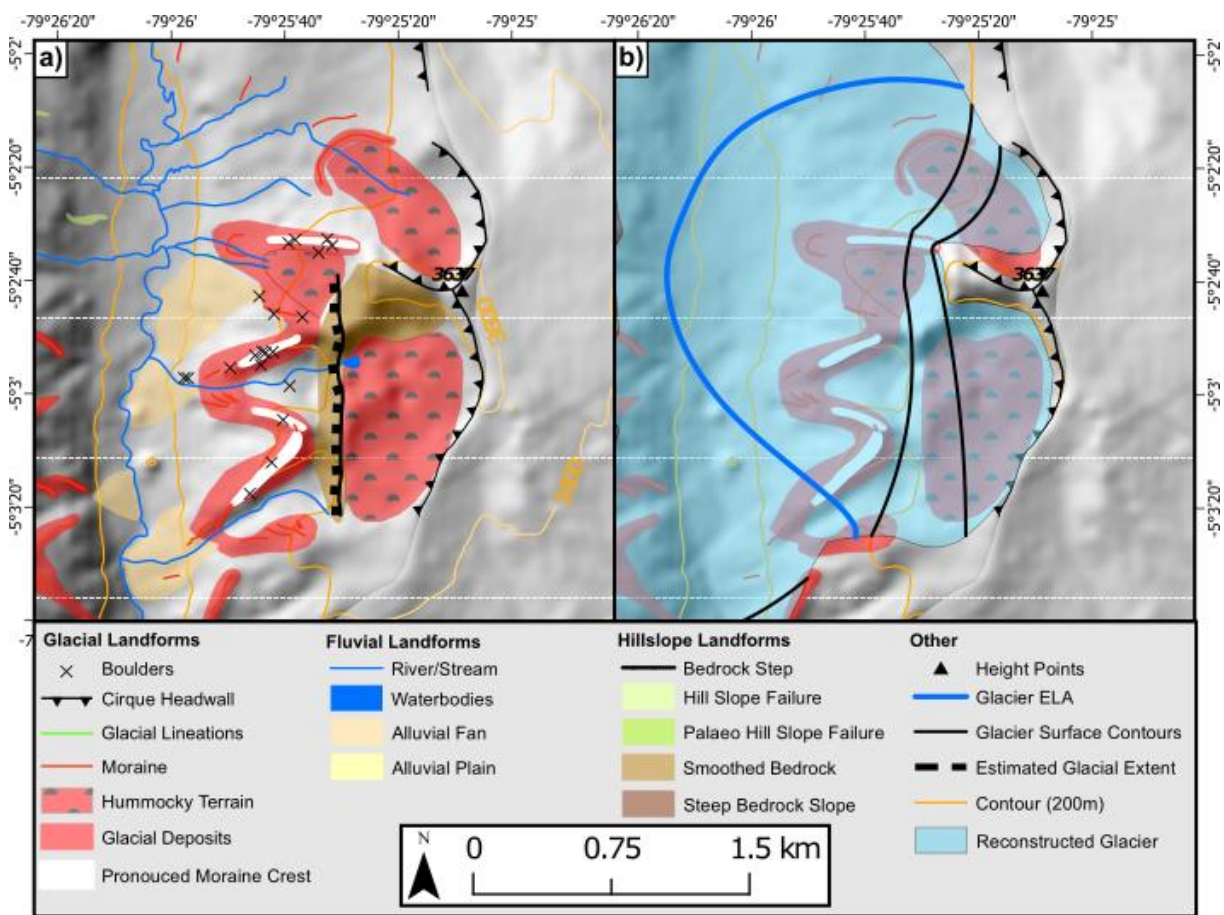 -79°26'20" -79°26' -79°25'40" -79°25'20" -79°25' -79°26'20" -79°26' -79°25'40" -79°25'20" -79°25'
a)
b)
-5°2'
-5°2'20"
-5°2'40"
-5°3'
-5°3'20"
3637
3637
-5°2'
-5°2'20"
-5°2'40"
-5°3'
-5°3'20"
-7
Glacial Landforms
Boulders
Cirque Headwall
Glacial Lineations
Moraine
Hummocky Terrain
Glacial Deposits
Pronouced Moraine Crest
Fluvial Landforms
River/Stream
Waterbodies
Alluvial Fan
Alluvial Plain
Hillslope Landforms
Bedrock Step
Hill Slope Failure
Palaeo Hill Slope Failure
Smoothed Bedrock
Steep Bedrock Slope
Other
Height Points
Glacier ELA
Glacier Surface Contours
Estimated Glacial Extent
Contour (200m)
Reconstructed Glacier
N
0 0.75 1.5 km